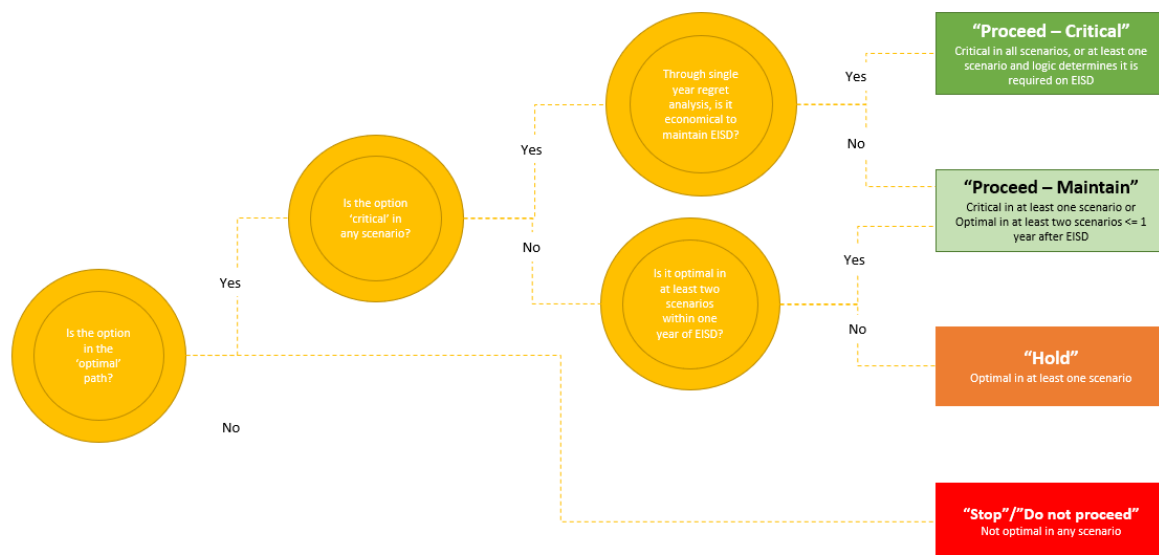 Is the option
in the
‘optimal’
path?
Yes
No
Is the option
‘critical’ in
any scenario?
Yes
No
Through single
year regret
analysis, is it
economical to
maintain EISD?
Yes
No
Is it optimal in
at least two
scenarios
within one
year of EISD?
Yes
No
“Proceed – Critical”
Critical in all scenarios, or at least one
scenario and logic determines it is
required on EISD
“Proceed – Maintain”
Critical in at least one scenario or
Optimal in at least two scenarios <= 1
year after EISD
“Hold”
Optimal in at least one scenario
“Stop”/”Do not proceed”
Not optimal in any scenario